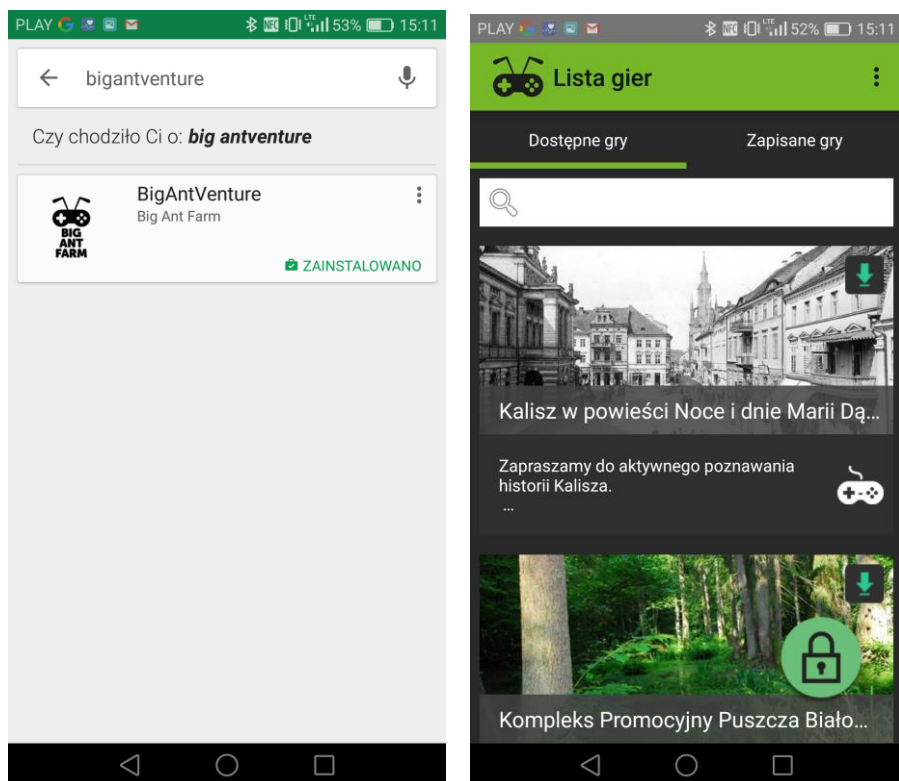 PLAY 53% 15:11
bigantventure
Czy chodziło Ci o: big antventure
BigAntVenture
Big Ant Farm
BIG
ANT
FARM
ZAINSTALOWANO
PLAY 52% 15:11
Lista gier
Dostępne gry Zapisane gry
Kalisz w powieści Noce i dnie Marii Dą...
Zapraszamy do aktywnego poznawania
historii Kalisza.
...
Kompleks Promocyjny Puszcza Biało...